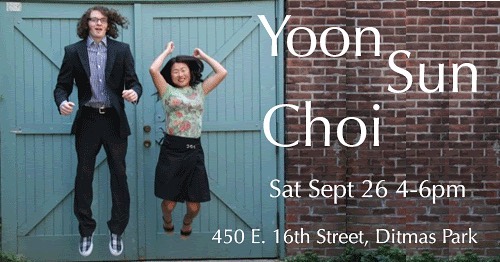 Yoon
Sun
Choi
Sat Sept 26 4-6pm
450 E. 16th Street, Ditmas Park